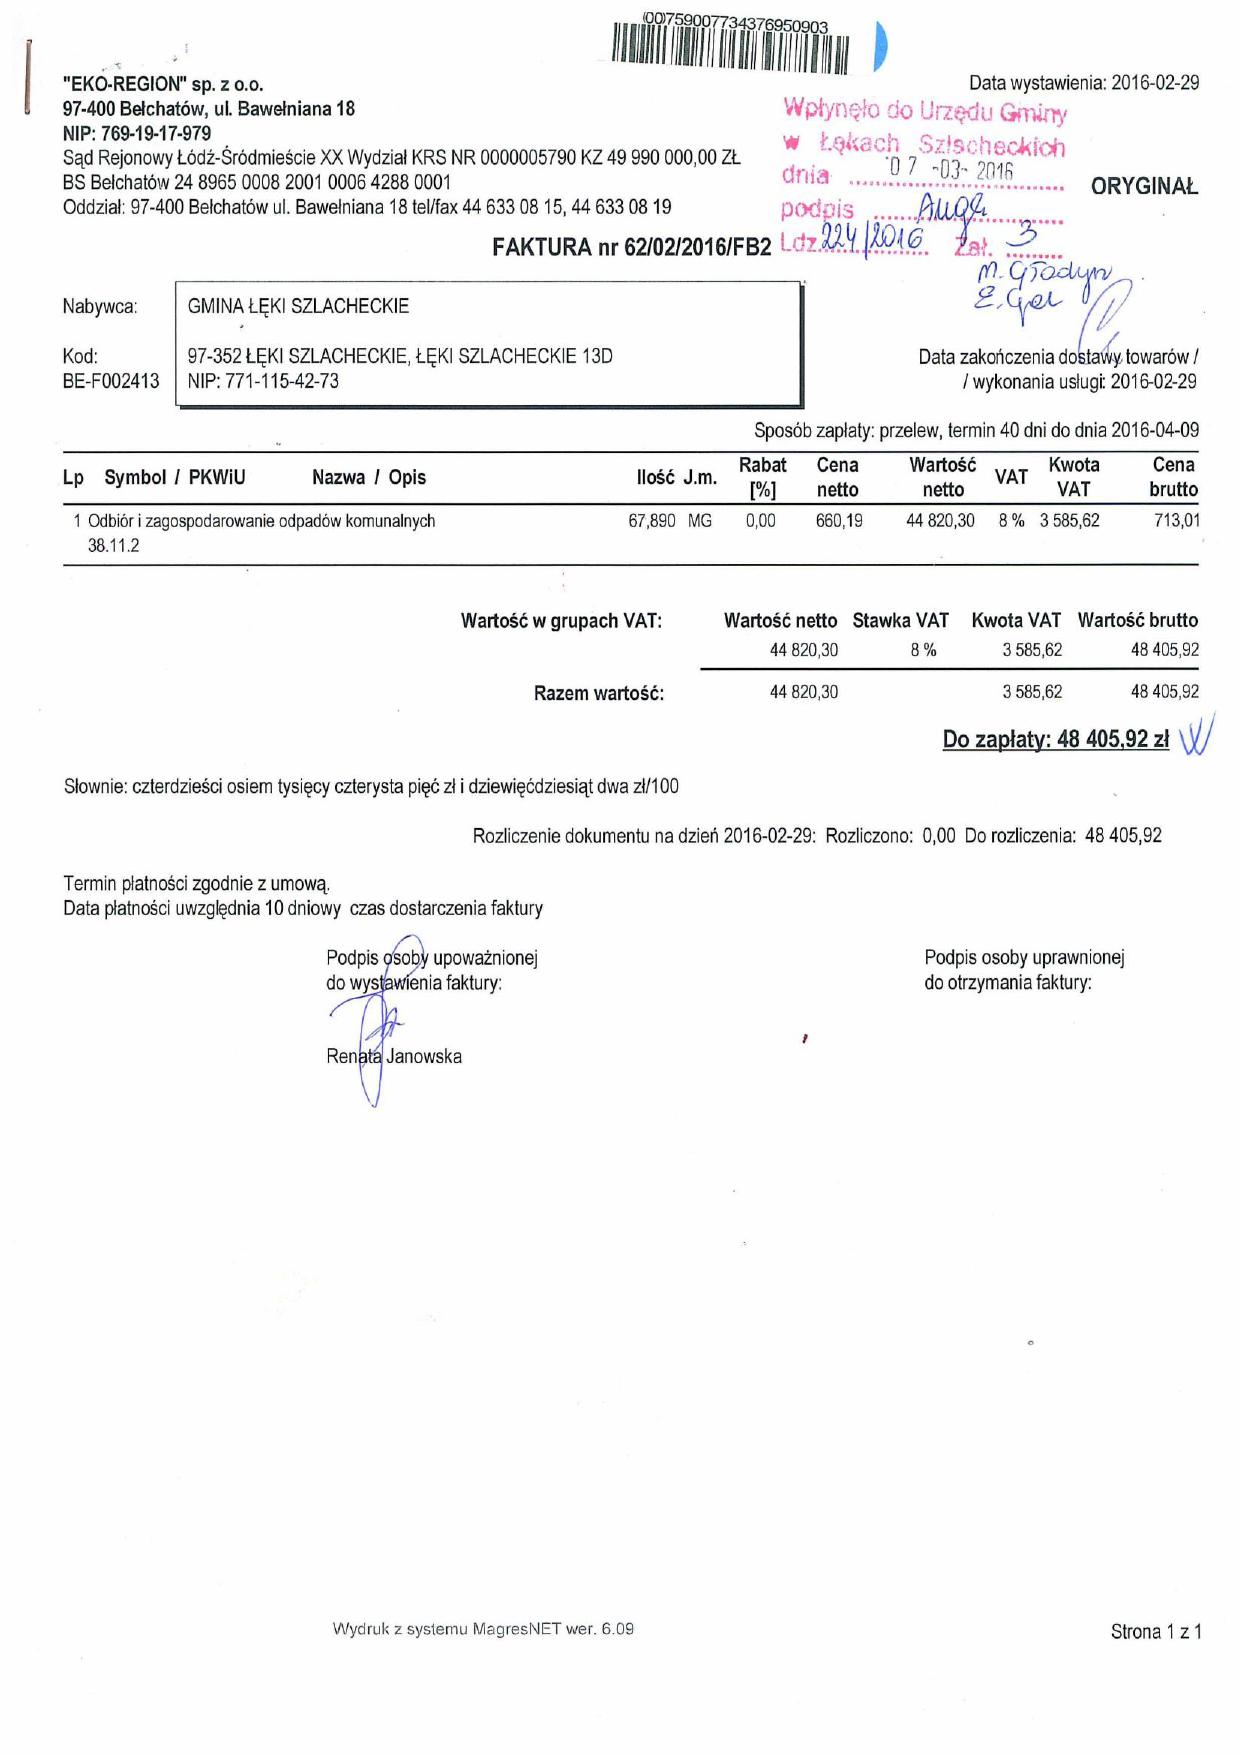 (00)759007734376950903
"EKO-REGION" sp. z o.o.
97-400 Bełchatów, ul. Bawełniana 18
NIP: 769-19-17-979
Sąd Rejonowy Łódź-Śródmieście XX Wydział KRS NR 0000005790 KZ 49 990 000,00 ZŁ
BS Bełchatów 24 8965 0008 2001 0006 4288 0001
Oddział: 97-400 Bełchatów ul. Bawełniana 18 tel/fax 44 633 08 15, 44 633 08 19
Data wystawienia: 2016-02-29
Wpłynęło do Urzędu Gminy
w Łękach Szlscheckich
dnia 07 -03- 2016
podpis
Ldz. 224/2016 Zał. 3
ORYGINAŁ
FAKTURA nr 62/02/2016/FB2
Nabywca: GMINA ŁĘKI SZLACHECKIE
Kod: 97-352 ŁĘKI SZLACHECKIE, ŁĘKI SZLACHECKIE 13D
BE-F002413 NIP: 771-115-42-73
Data zakończenia dostawy towarów /
/ wykonania usługi: 2016-02-29
Sposób zapłaty: przelew, termin 40 dni do dnia 2016-04-09
Lp Symbol / PKWiU Nazwa / Opis Ilość J.m. Rabat [%] Cena netto Wartość netto VAT Kwota VAT Cena brutto
1 Odbiór i zagospodarowanie odpadów komunalnych 67,890 MG 0,00 660,19 44 820,30 8 % 3 585,62 713,01
38.11.2
Wartość w grupach VAT: Wartość netto Stawka VAT Kwota VAT Wartość brutto
44 820,30 8 % 3 585,62 48 405,92
Razem wartość: 44 820,30 3 585,62 48 405,92
Do zapłaty: 48 405,92 zł
Słownie: czterdzieści osiem tysięcy czterysta pięć zł i dziewięćdziesiąt dwa zł/100
Rozliczenie dokumentu na dzień 2016-02-29: Rozliczono: 0,00 Do rozliczenia: 48 405,92
Termin płatności zgodnie z umową.
Data płatności uwzględnia 10 dniowy czas dostarczenia faktury
Podpis osoby upoważnionej
do wystawienia faktury:
Renata Janowska
Podpis osoby uprawnionej
do otrzymania faktury:
Wydruk z systemu MagresNET wer. 6.09
Strona 1 z 1